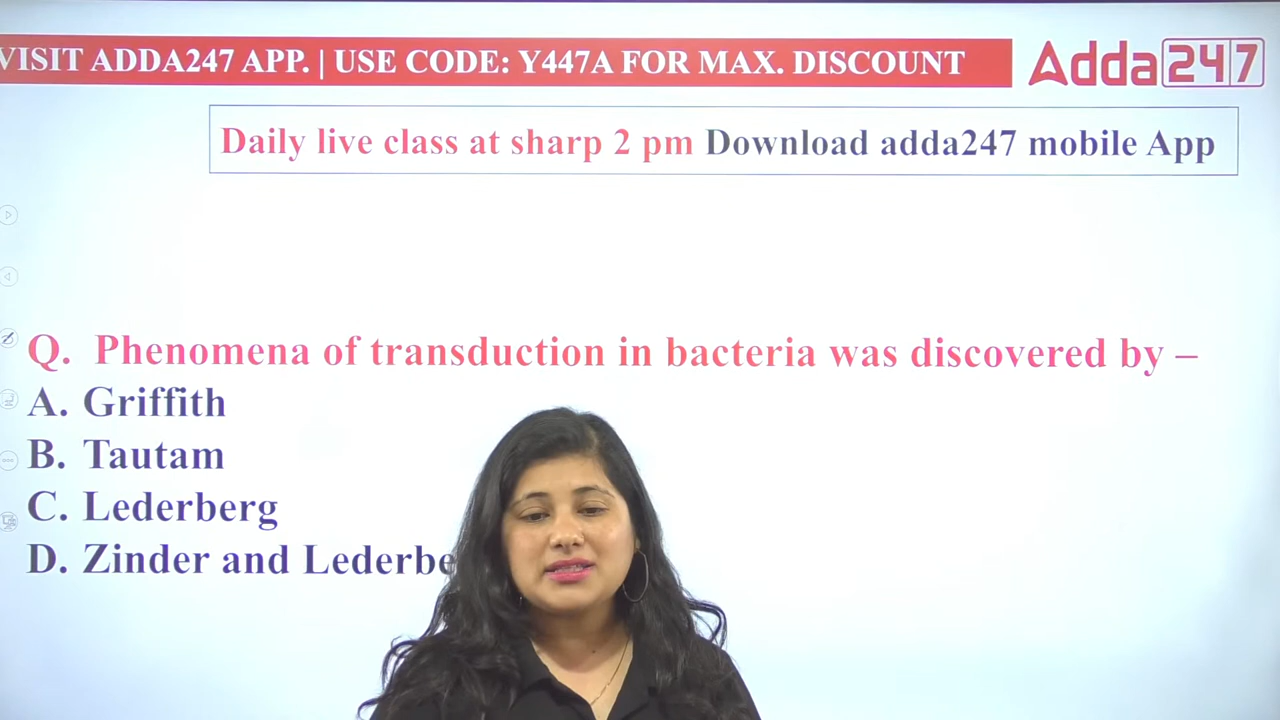 VISIT ADDA247 APP. | USE CODE: Y447A FOR MAX. DISCOUNT
Adda247
Daily live class at sharp 2 pm Download adda247 mobile App
Q. Phenomena of transduction in bacteria was discovered by –
A. Griffith
B. Tautam
C. Lederberg
D. Zinder and Lederbe